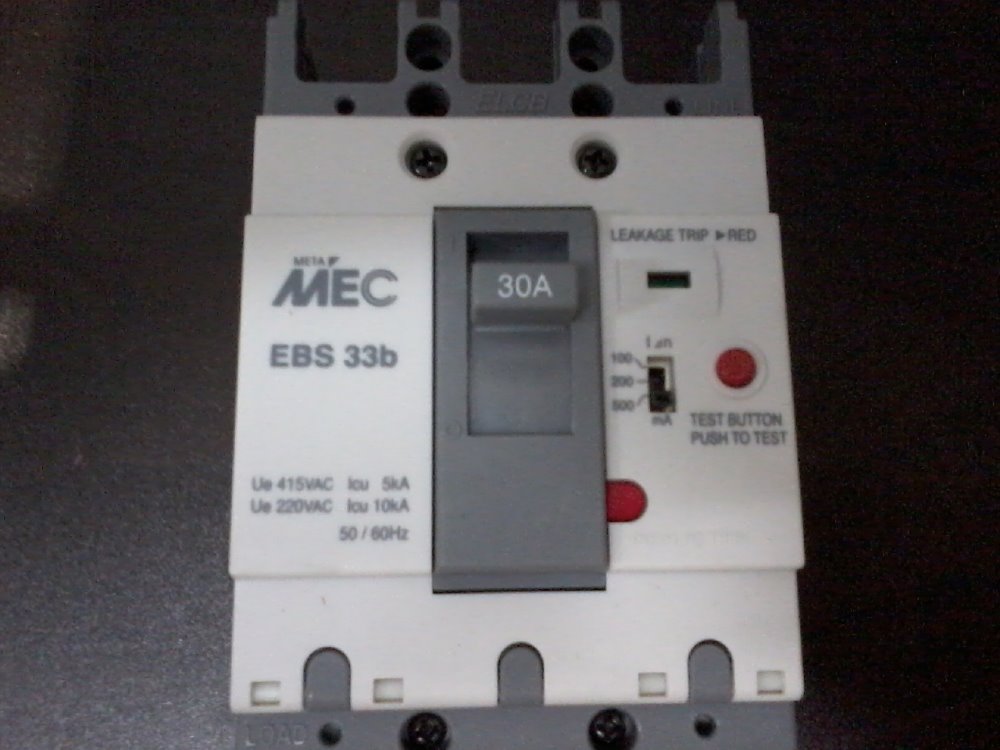 ELCB
LINE
LEAKAGE TRIP ▶RED
META
MEC
30A
EBS 33b
I⊿n
100
200
500
mA
TEST BUTTON
PUSH TO TEST
Ue 415VAC Icu 5kA
Ue 220VAC Icu 10kA
50 / 60Hz
LOAD